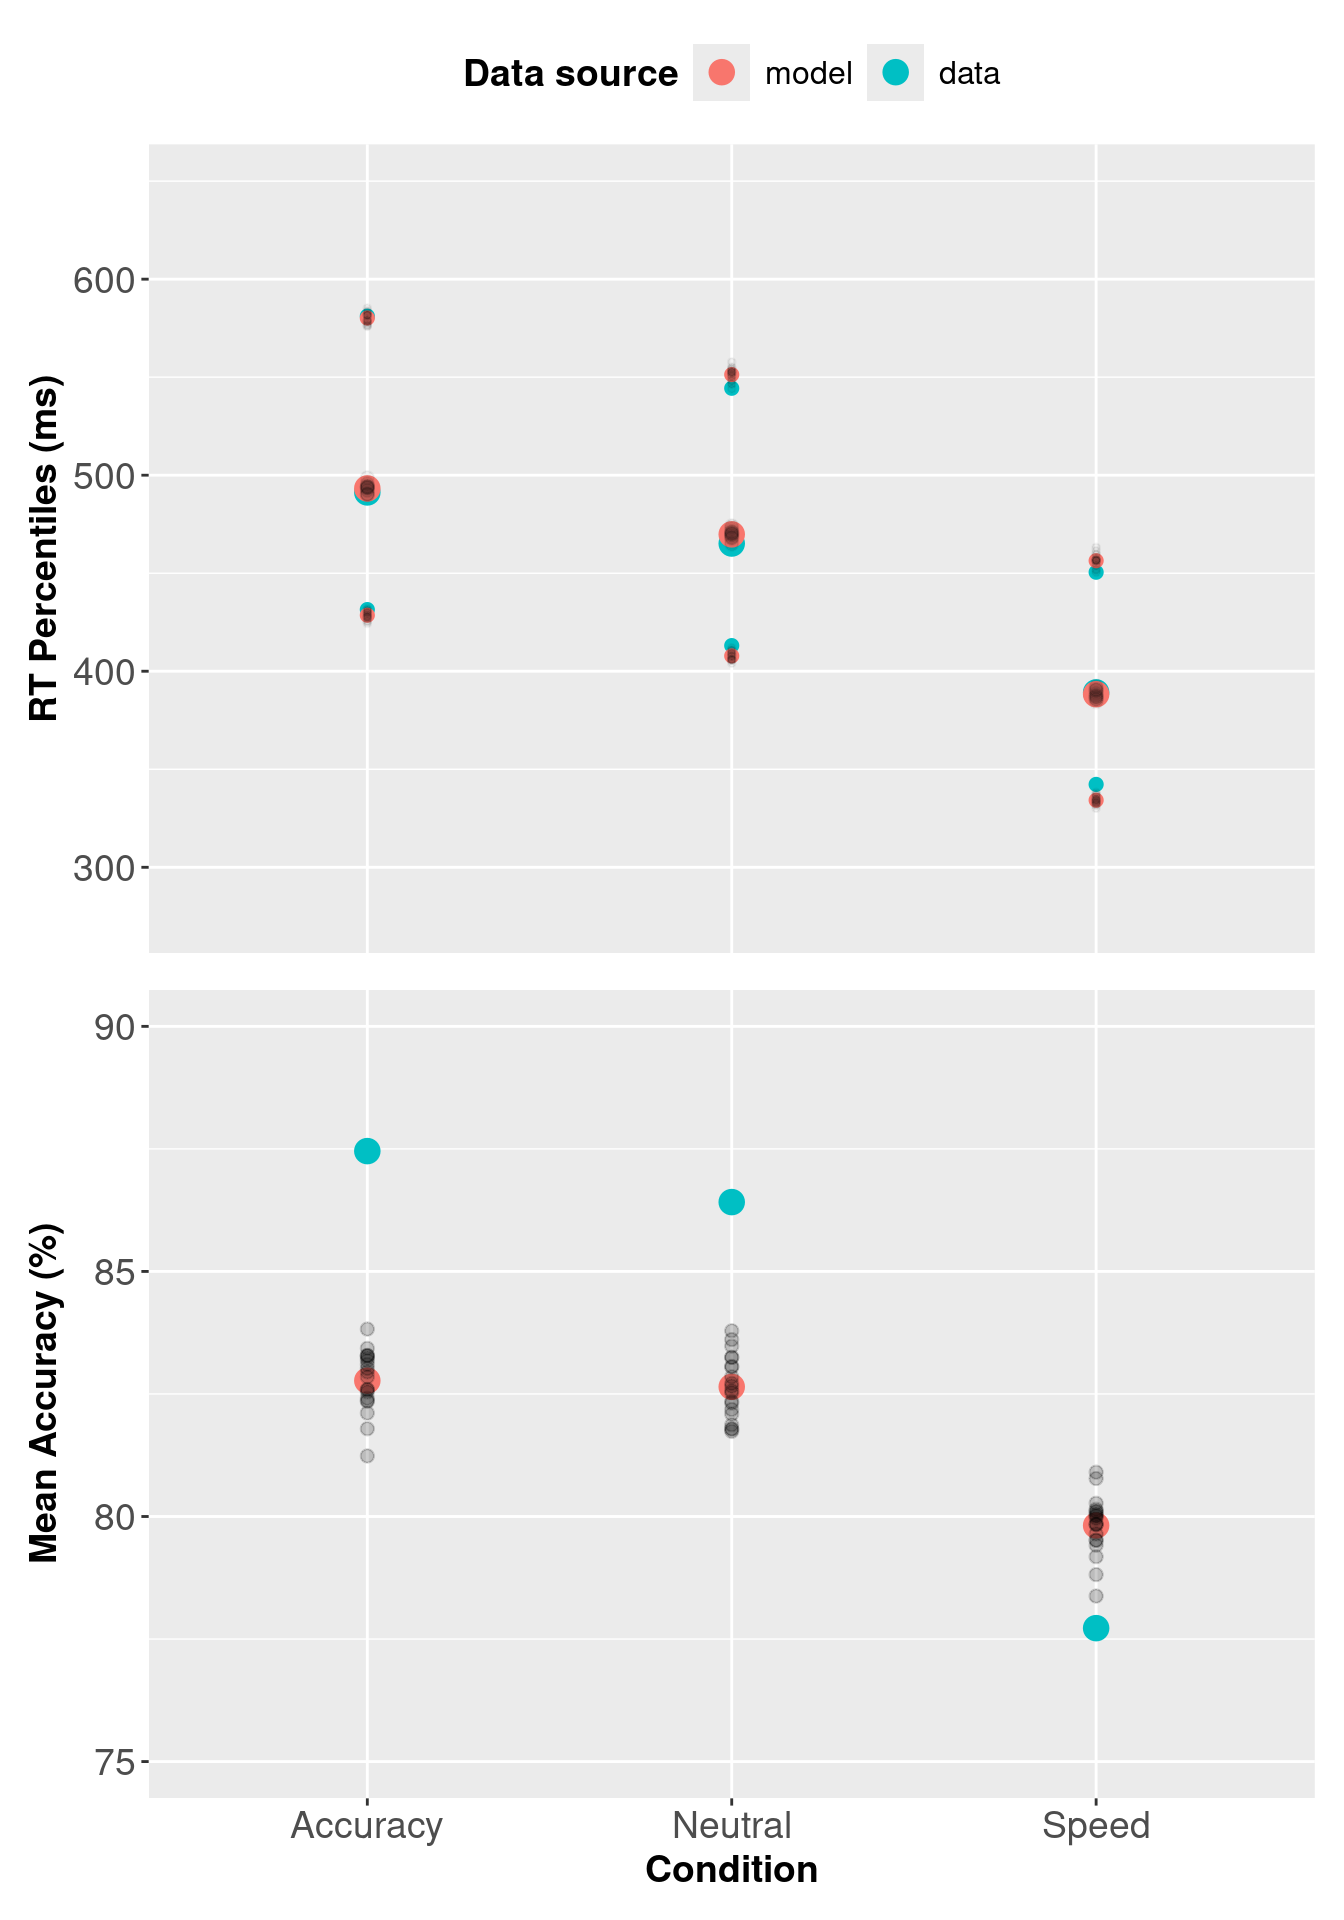 Data source model data
RT Percentiles (ms)
600
500
400
300
Mean Accuracy (%)
90
85
80
75
Accuracy Neutral Speed
Condition